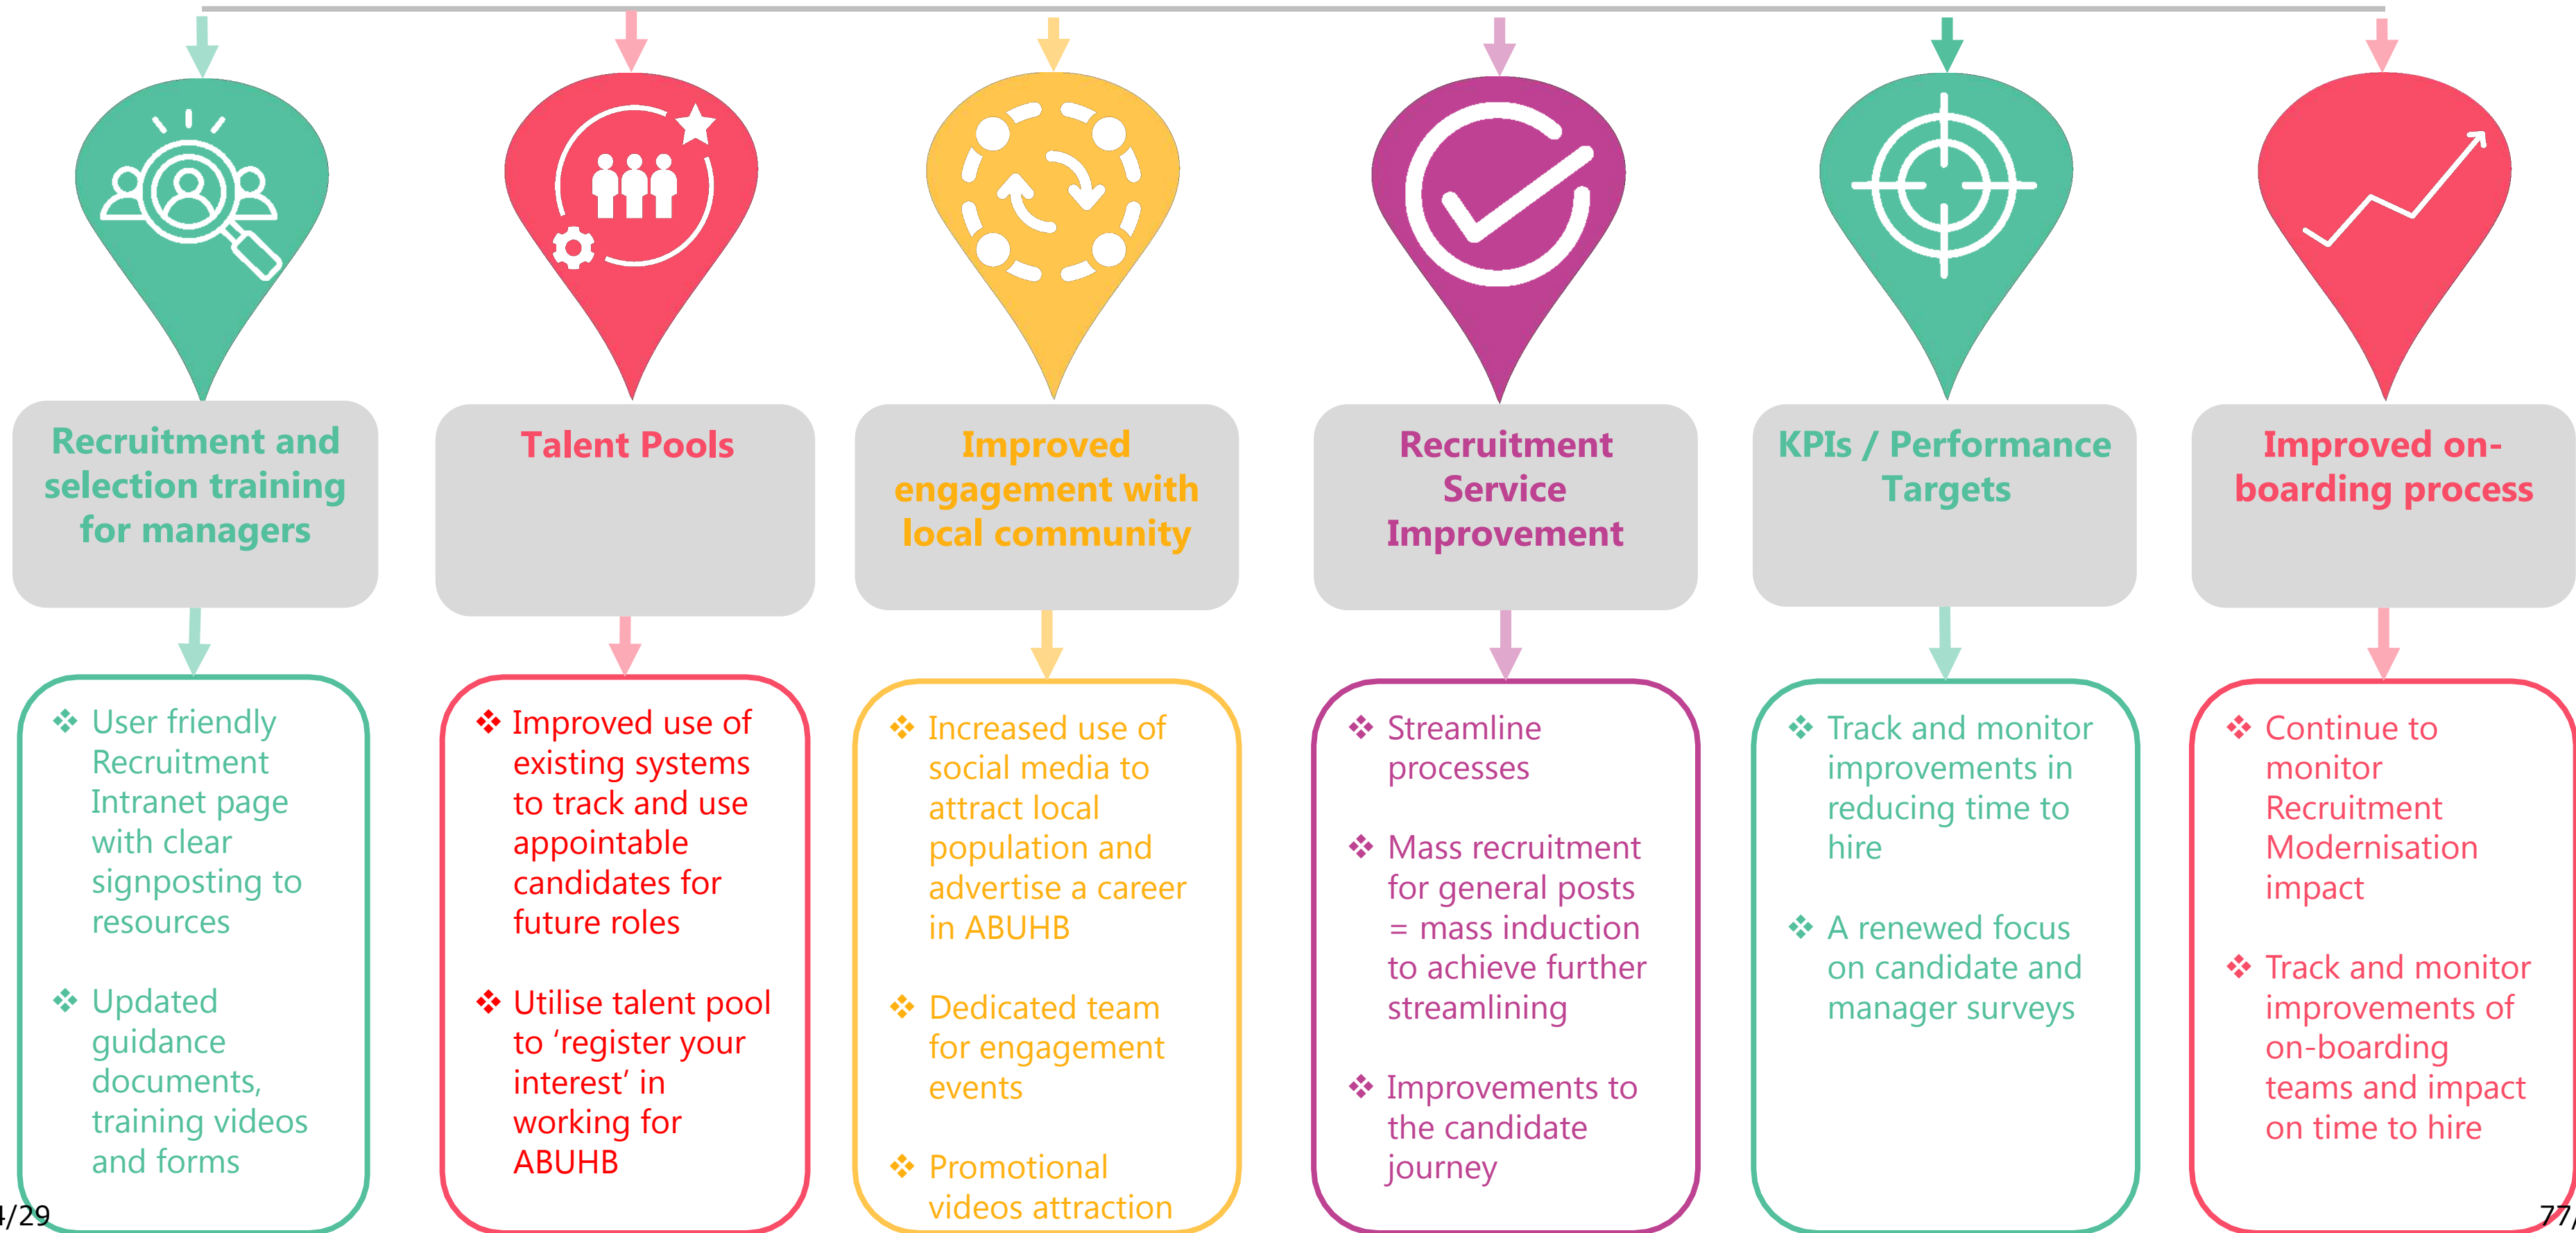 Recruitment and
selection training
for managers
Talent Pools
Improved
engagement with
local community
Recruitment
Service
Improvement
KPIs / Performance
Targets
Improved on-
boarding process
❖ User friendly
Recruitment
Intranet page
with clear
signposting to
resources
❖ Updated
guidance
documents,
training videos
and forms
❖ Improved use of
existing systems
to track and use
appointable
candidates for
future roles
❖ Utilise talent pool
to ‘register your
interest’ in
working for
ABUHB
❖ Increased use of
social media to
attract local
population and
advertise a career
in ABUHB
❖ Dedicated team
for engagement
events
❖ Promotional
videos attraction
❖ Streamline
processes
❖ Mass recruitment
for general posts
= mass induction
to achieve further
streamlining
❖ Improvements to
the candidate
journey
❖ Track and monitor
improvements in
reducing time to
hire
❖ A renewed focus
on candidate and
manager surveys
❖ Continue to
monitor
Recruitment
Modernisation
impact
❖ Track and monitor
improvements of
on-boarding
teams and impact
on time to hire
4/29
77/